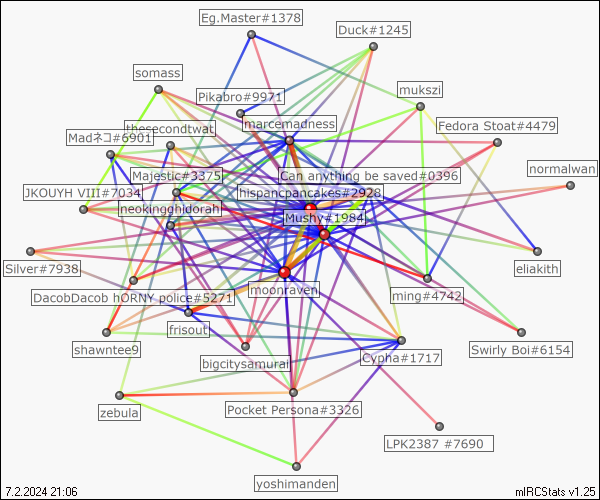 Eg.Master#1378
Duck#1245
somass
mukszi
Pikabro#9971
marcemadness
thesecondtwat
Fedora Stoat#4479
Madネコ#6901
normalwan
Majestic#3375
Can anything be saved#0396
JKOUYH VIII#7034
hispancpancakes#2928
neokingghidorah
Mushy#1984
eliakith
Silver#7938
moonraven
DacobDacob hORNY police#5271
ming#4742
frisout
shawntee9
bigcitysamurai
Cypha#1717
Swirly Boi#6154
zebula
Pocket Persona#3326
LPK2387 #7690
yoshimanden
7.2.2024 21:06
mIRCStats v1.25